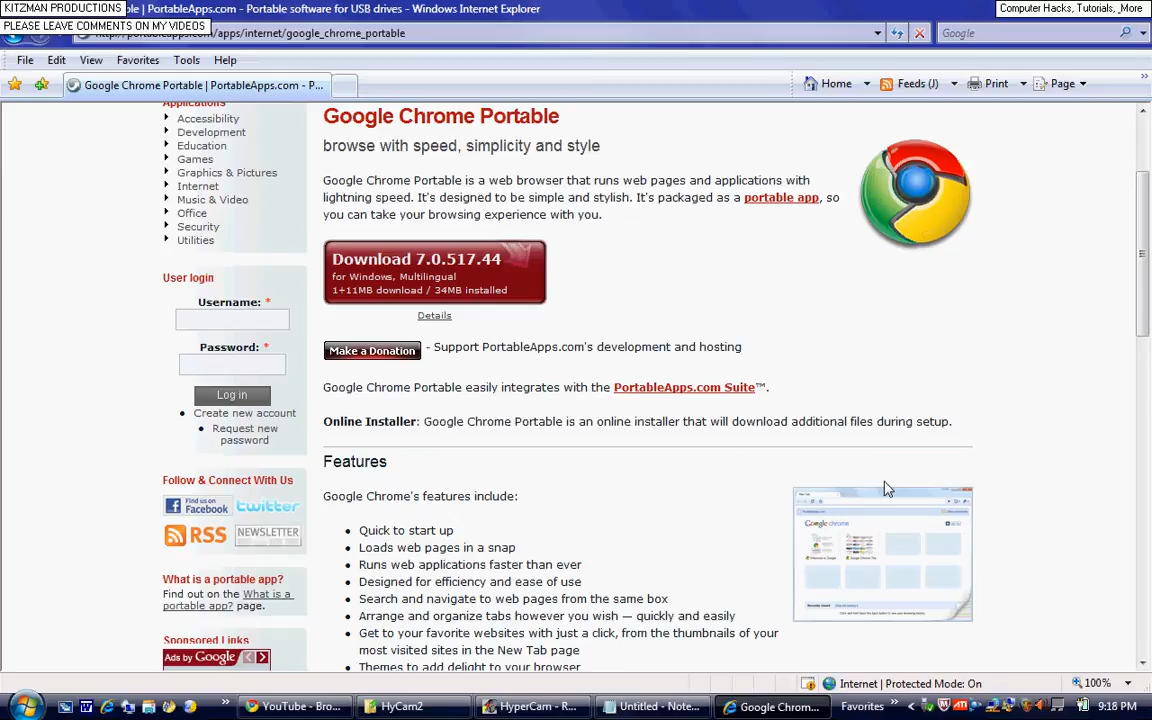 KITZMAN PRODUCTIONS
ble | PortableApps.com - Portable software for USB drives - Windows Internet Explorer
Computer Hacks, Tutorials, _More
PLEASE LEAVE COMMENTS ON MY VIDEOS
http://portableapps.com/apps/internet/google_chrome_portable
Google
File Edit View Favorites Tools Help
Google Chrome Portable | PortableApps.com - P...
Home Feeds (J) Print Page
Applications
Accessibility
Development
Education
Games
Graphics & Pictures
Internet
Music & Video
Office
Security
Utilities
User login
Username: *
Password: *
Log in
Create new account
Request new
password
Follow & Connect With Us
Find us on
Facebook
twitter
RSS
NEWSLETTER
What is a portable app?
Find out on the What is a
portable app? page.
Sponsored Links
Ads by Google
Google Chrome Portable
browse with speed, simplicity and style
Google Chrome Portable is a web browser that runs web pages and applications with
lightning speed. It's designed to be simple and stylish. It's packaged as a portable app, so
you can take your browsing experience with you.
Download 7.0.517.44
for Windows, Multilingual
1+11MB download / 34MB installed
Details
Make a Donation - Support PortableApps.com's development and hosting
Google Chrome Portable easily integrates with the PortableApps.com Suite™.
Online Installer: Google Chrome Portable is an online installer that will download additional files during setup.
Features
Google Chrome's features include:
Quick to start up
Loads web pages in a snap
Runs web applications faster than ever
Designed for efficiency and ease of use
Search and navigate to web pages from the same box
Arrange and organize tabs however you wish — quickly and easily
Get to your favorite websites with just a click, from the thumbnails of your
most visited sites in the New Tab page
Themes to add delight to your browser
Google chrome
Internet | Protected Mode: On
100%
YouTube - Bro...
HyCam2
HyperCam - R...
Untitled - Note...
Google Chrom...
Favorites
9:18 PM